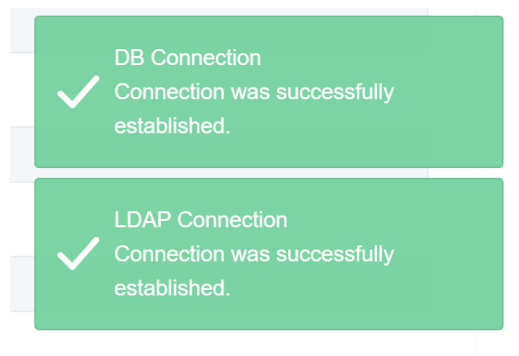 DB Connection
Connection was successfully
established.
LDAP Connection
Connection was successfully
established.